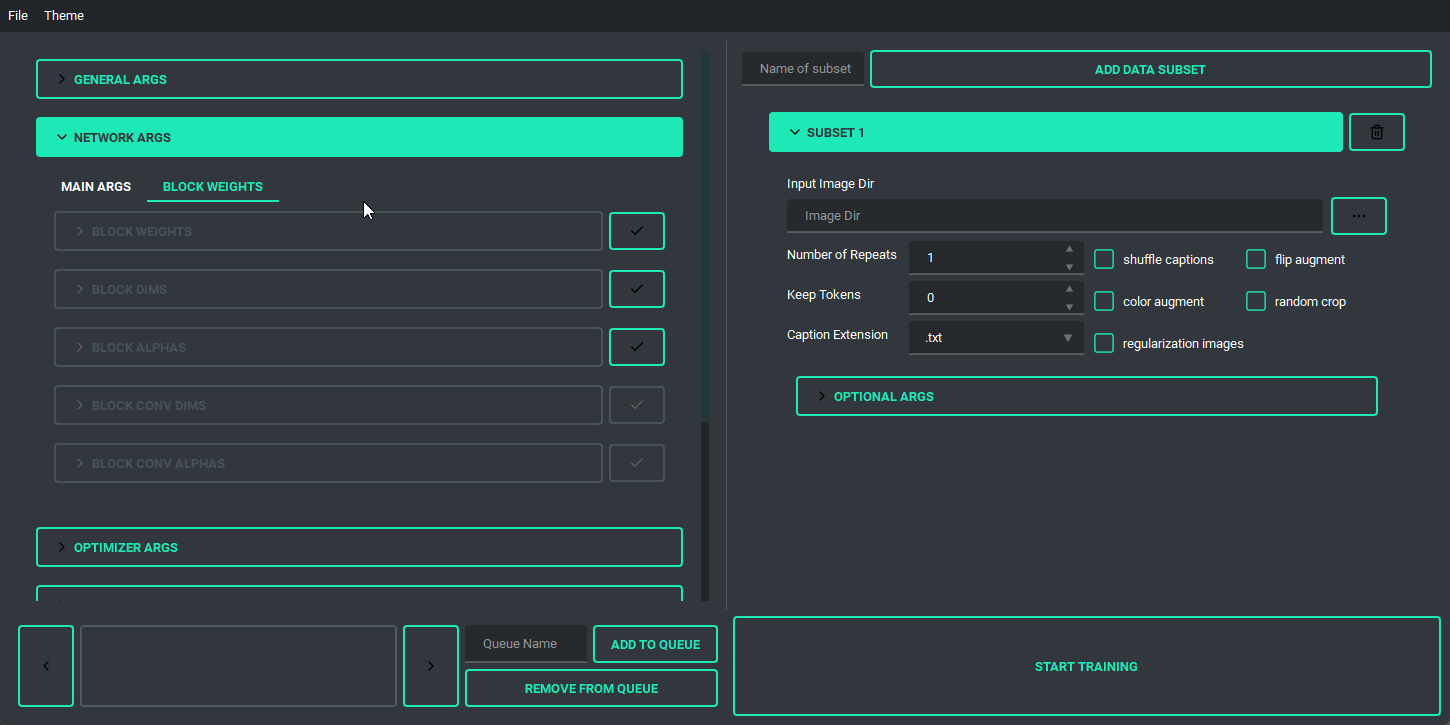 File Theme
GENERAL ARGS
NETWORK ARGS
MAIN ARGS BLOCK WEIGHTS
BLOCK WEIGHTS
BLOCK DIMS
BLOCK ALPHAS
BLOCK CONV DIMS
BLOCK CONV ALPHAS
OPTIMIZER ARGS
Name of subset ADD DATA SUBSET
SUBSET 1
Input Image Dir
Image Dir ...
Number of Repeats 1 shuffle captions flip augment
Keep Tokens 0 color augment random crop
Caption Extension .txt regularization images
OPTIONAL ARGS
< > Queue Name ADD TO QUEUE
REMOVE FROM QUEUE
START TRAINING